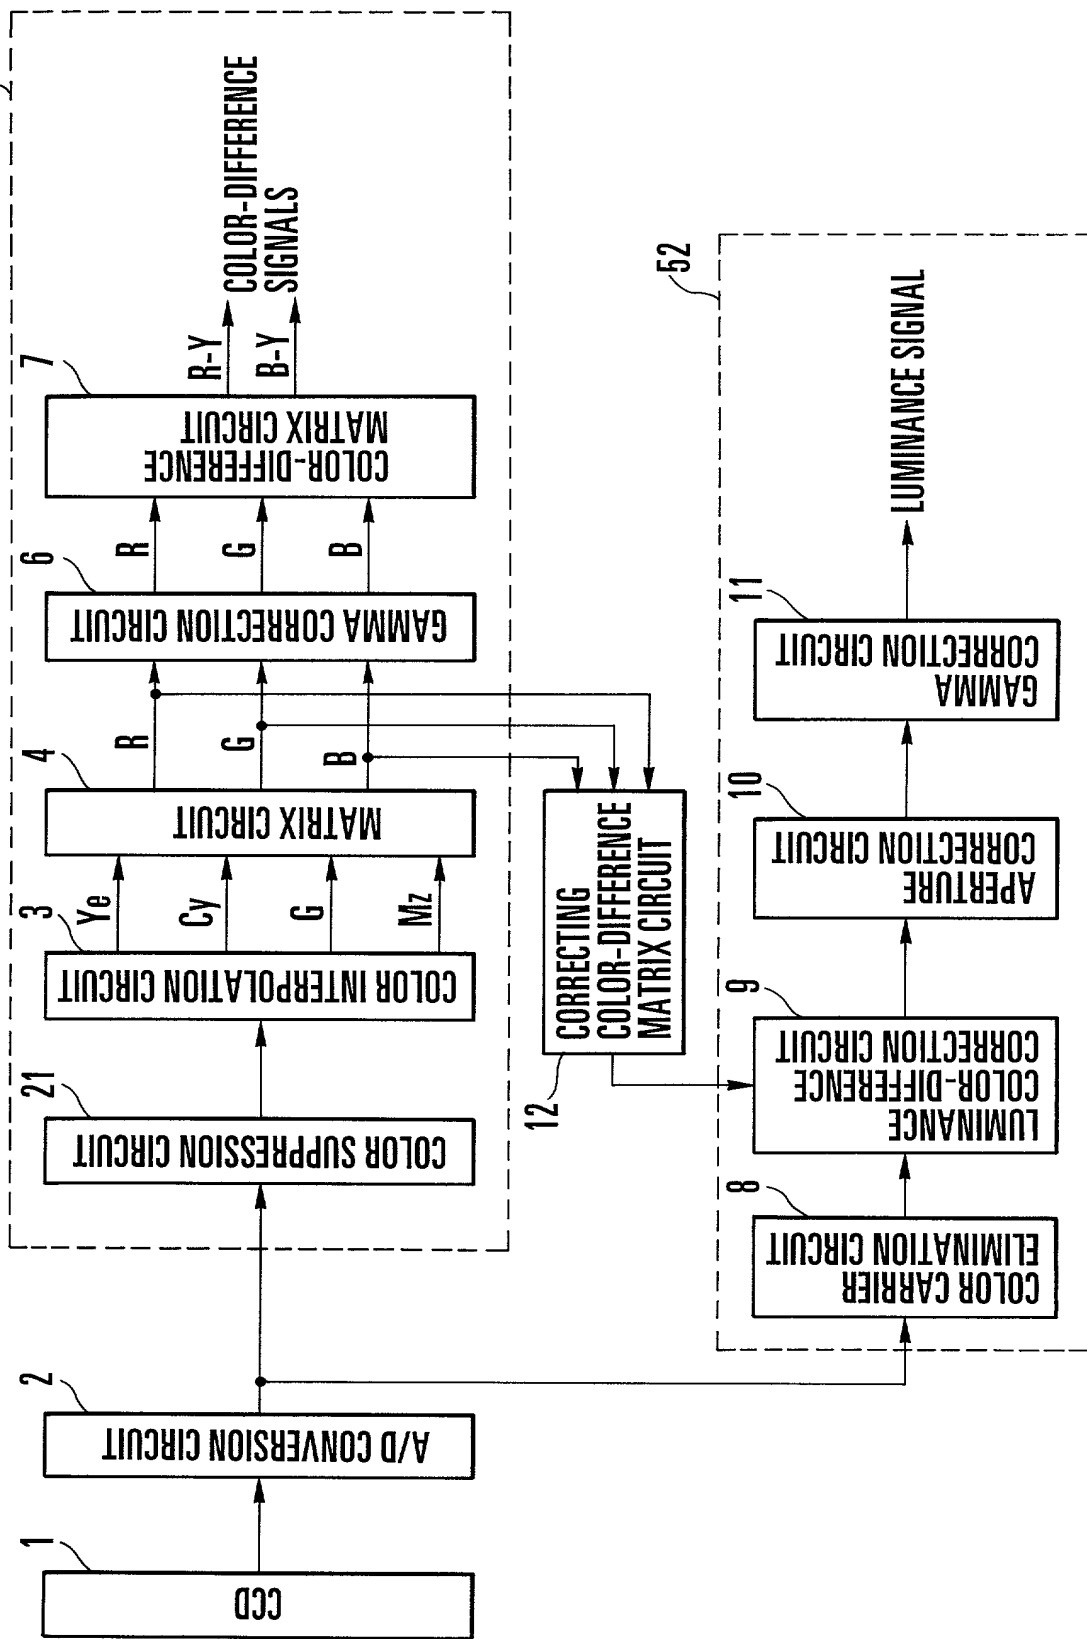 1
CCD
2
A/D CONVERSION CIRCUIT
21
COLOR SUPPRESSION CIRCUIT
3
COLOR INTERPOLATION CIRCUIT
Ye
Cy
G
Mz
4
MATRIX CIRCUIT
R
G
B
6
GAMMA CORRECTION CIRCUIT
R
G
B
7
COLOR-DIFFERENCE
MATRIX CIRCUIT
R-Y
B-Y
COLOR-DIFFERENCE
SIGNALS
12
CORRECTING
COLOR-DIFFERENCE
MATRIX CIRCUIT
52
8
COLOR CARRIER
ELIMINATION CIRCUIT
9
LUMINANCE
COLOR-DIFFERENCE
CORRECTION CIRCUIT
10
APERTURE
CORRECTION CIRCUIT
11
GAMMA
CORRECTION CIRCUIT
LUMINANCE SIGNAL